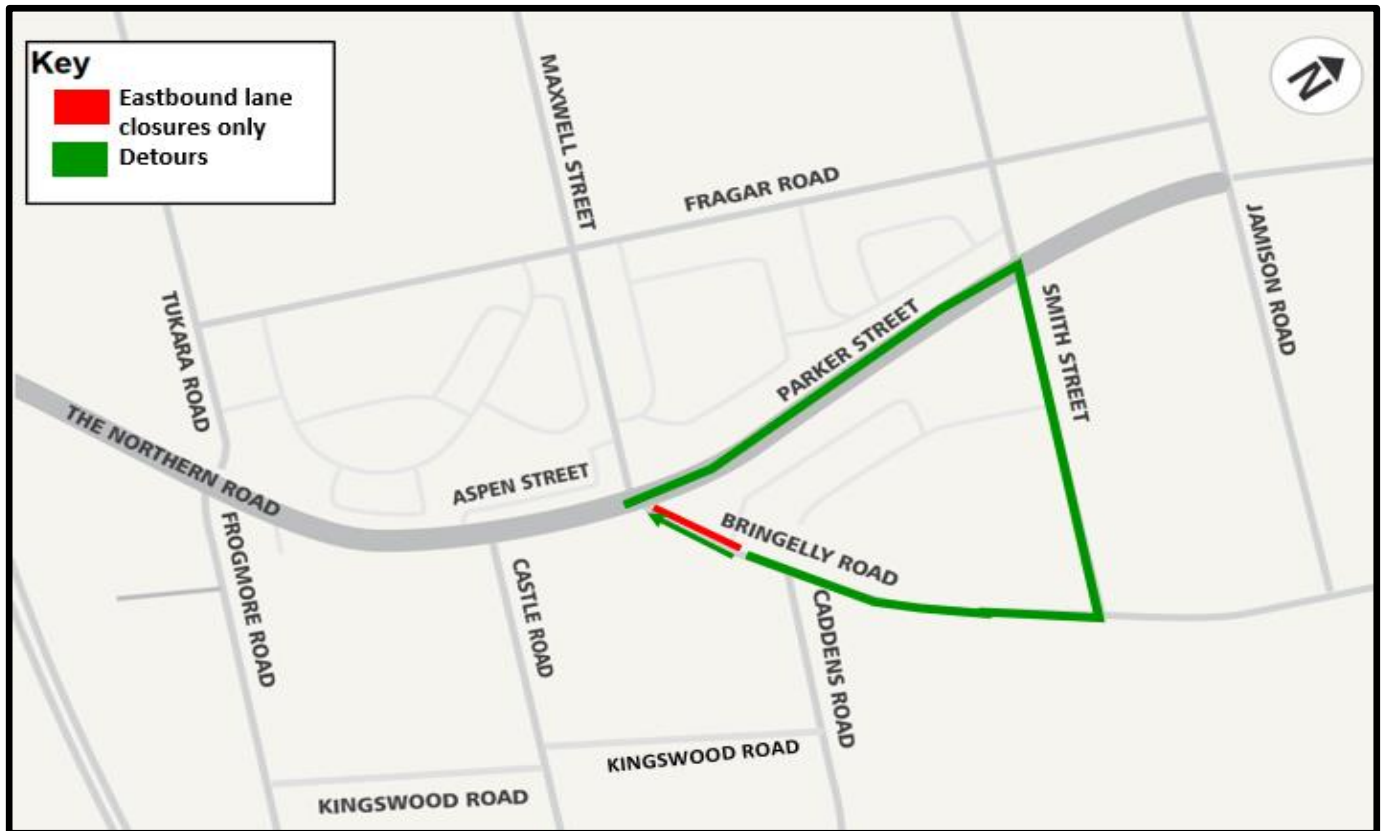 Key
Eastbound lane
closures only
Detours
N
MAXWELL STREET
FRAGAR ROAD
JAMISON ROAD
TUKARA ROAD
SMITH STREET
PARKER STREET
THE NORTHERN ROAD
ASPEN STREET
BRINGELLY ROAD
FROGMORE ROAD
CASTLE ROAD
CADDENS ROAD
KINGSWOOD ROAD
KINGSWOOD ROAD